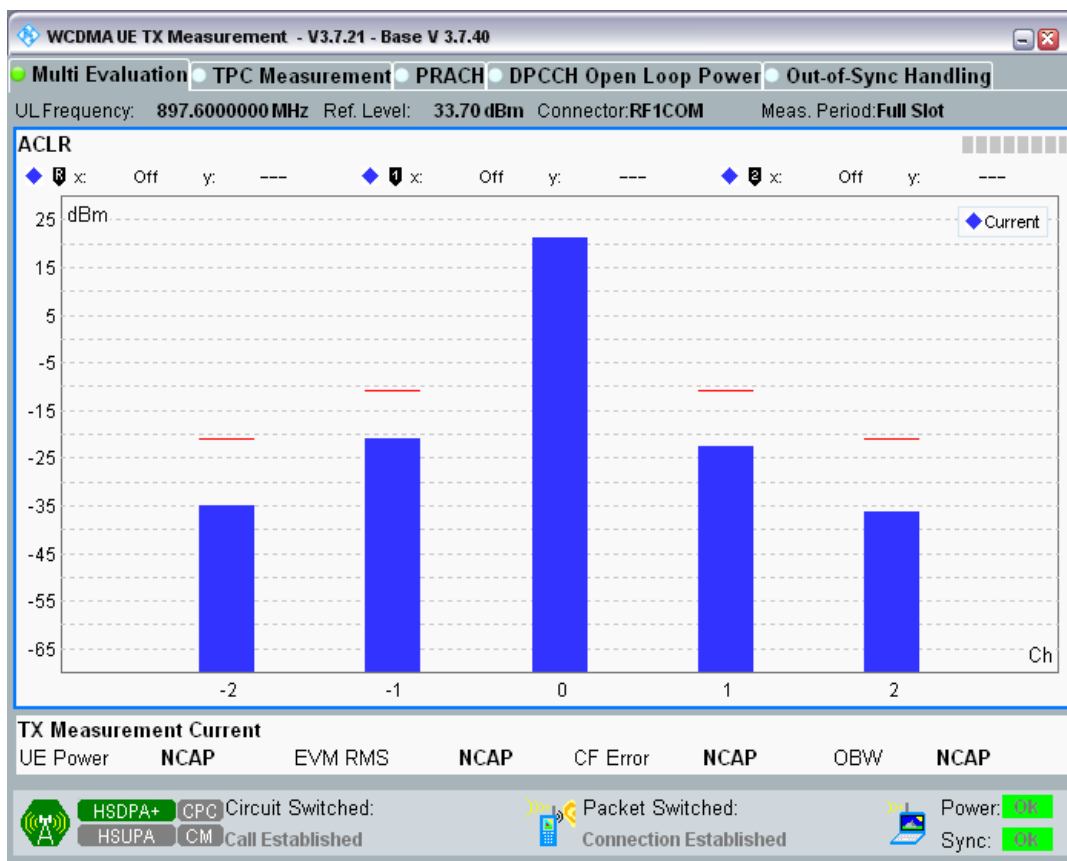 WCDMA UE TX Measurement - V3.7.21 - Base V 3.7.40
Multi Evaluation TPC Measurement PRACH DPCCH Open Loop Power Out-of-Sync Handling
UL Frequency: 897.6000000 MHz Ref. Level: 33.70 dBm Connector:RF1COM Meas. Period:Full Slot
ACLR
R x: Off y: --- 1 x: Off y: --- 2 x: Off y: ---
dBm
Current
25
15
5
-5
-15
-25
-35
-45
-55
-65
Ch
-2 -1 0 1 2
TX Measurement Current
UE Power NCAP EVM RMS NCAP CF Error NCAP OBW NCAP
HSDPA+ CPC Circuit Switched: Packet Switched: Power: Ok
HSUPA CM Call Established Connection Established Sync: Ok